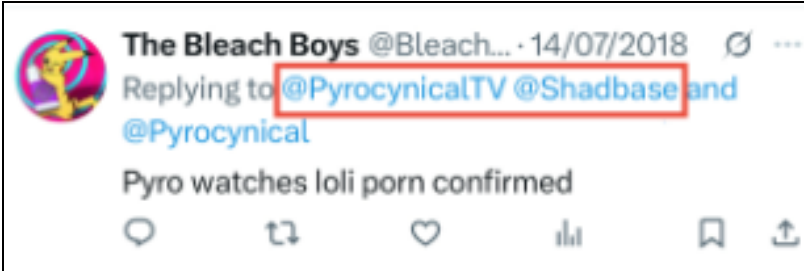 The Bleach Boys @Bleach... · 14/07/2018
Replying to @PyrocynicalTV @Shadbase and
@Pyrocynical
Pyro watches loli porn confirmed